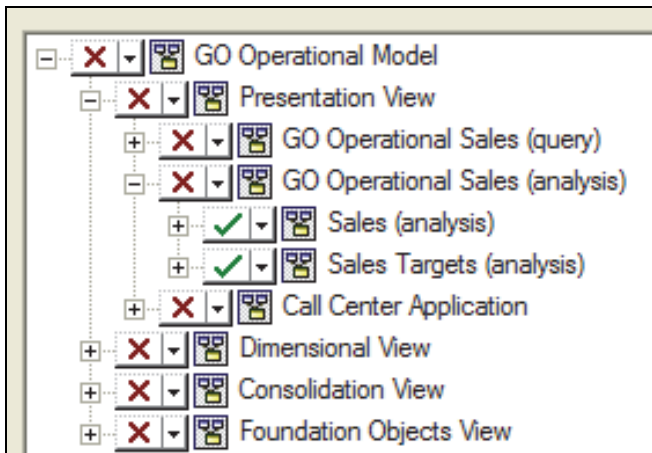 GO Operational Model
Presentation View
GO Operational Sales (query)
GO Operational Sales (analysis)
Sales (analysis)
Sales Targets (analysis)
Call Center Application
Dimensional View
Consolidation View
Foundation Objects View